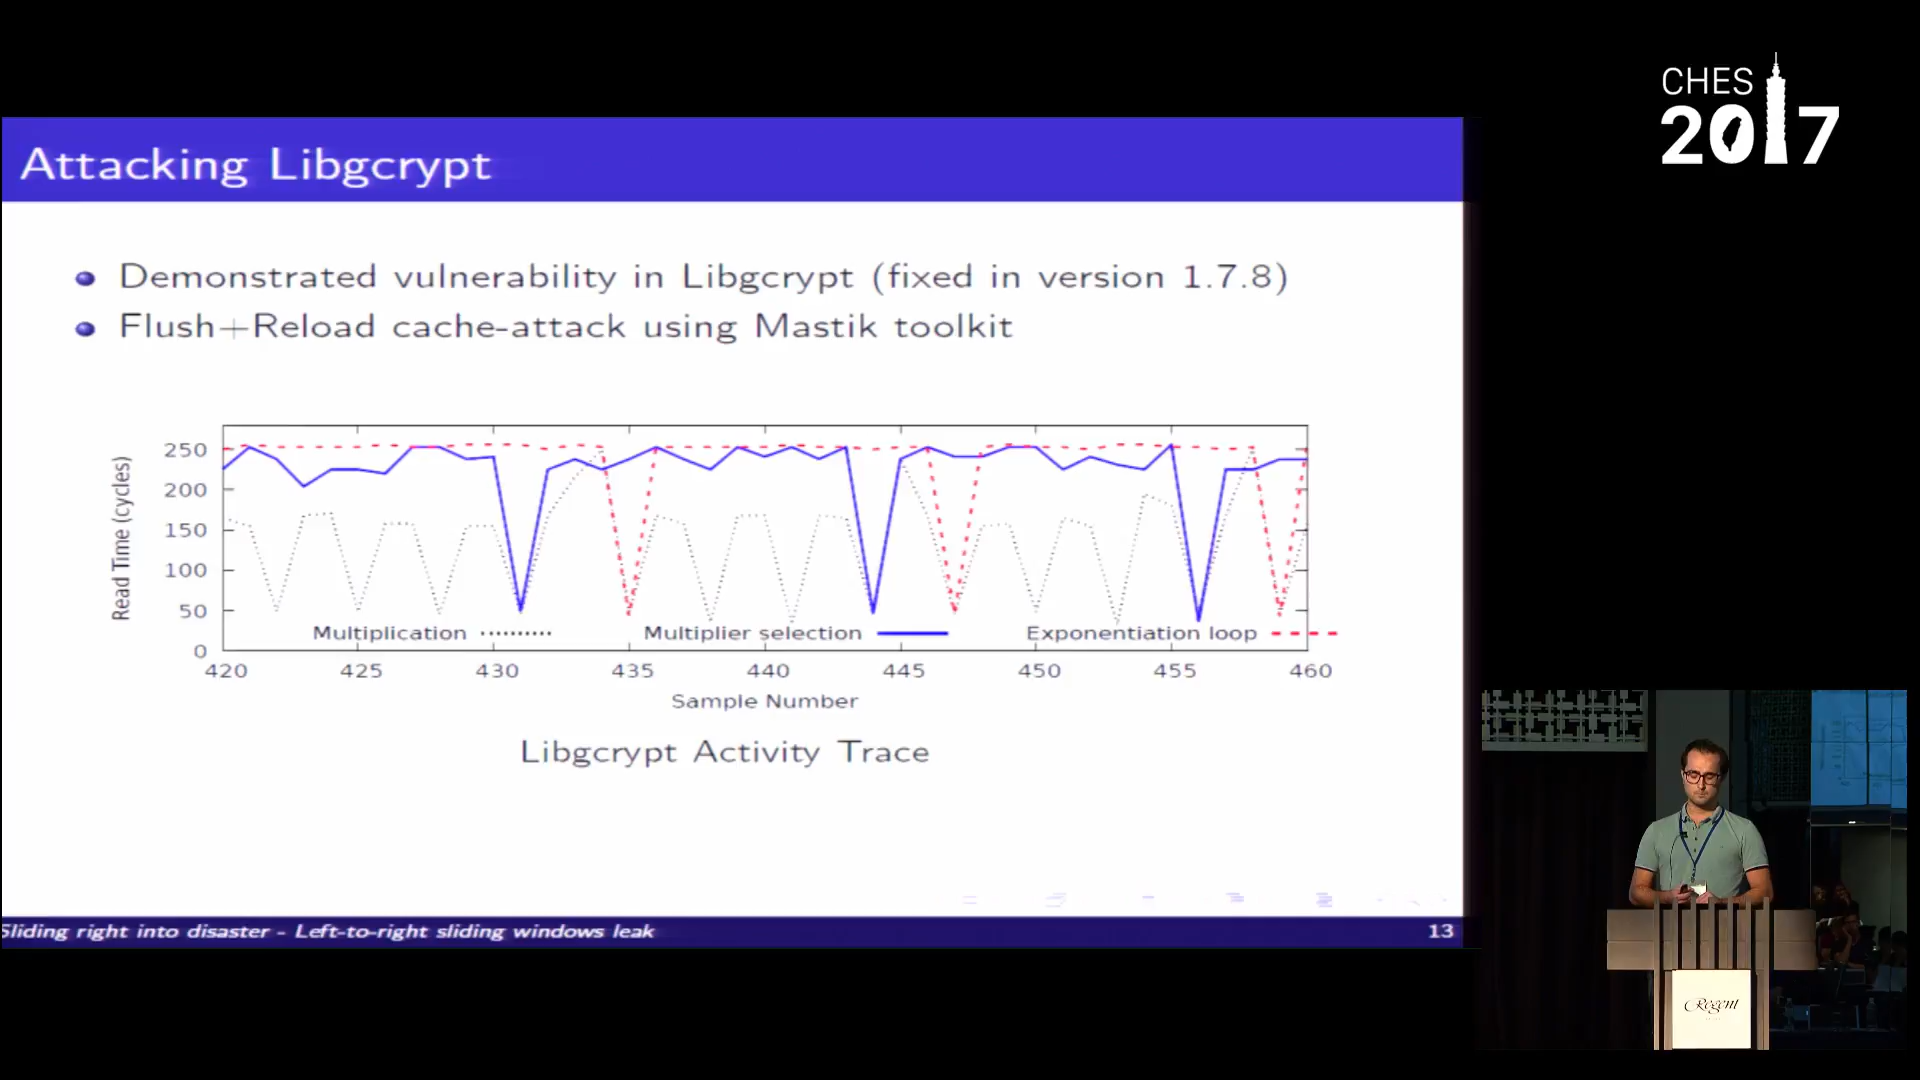 CHES
2017
Attacking Libgcrypt
Demonstrated vulnerability in Libgcrypt (fixed in version 1.7.8)
Flush+Reload cache-attack using Mastik toolkit
Read Time (cycles)
250
200
150
100
50
0
Multiplication
Multiplier selection
Exponentiation loop
420 425 430 435 440 445 450 455 460
Sample Number
Libgcrypt Activity Trace
Sliding right into disaster - Left-to-right sliding windows leak
13
Regent